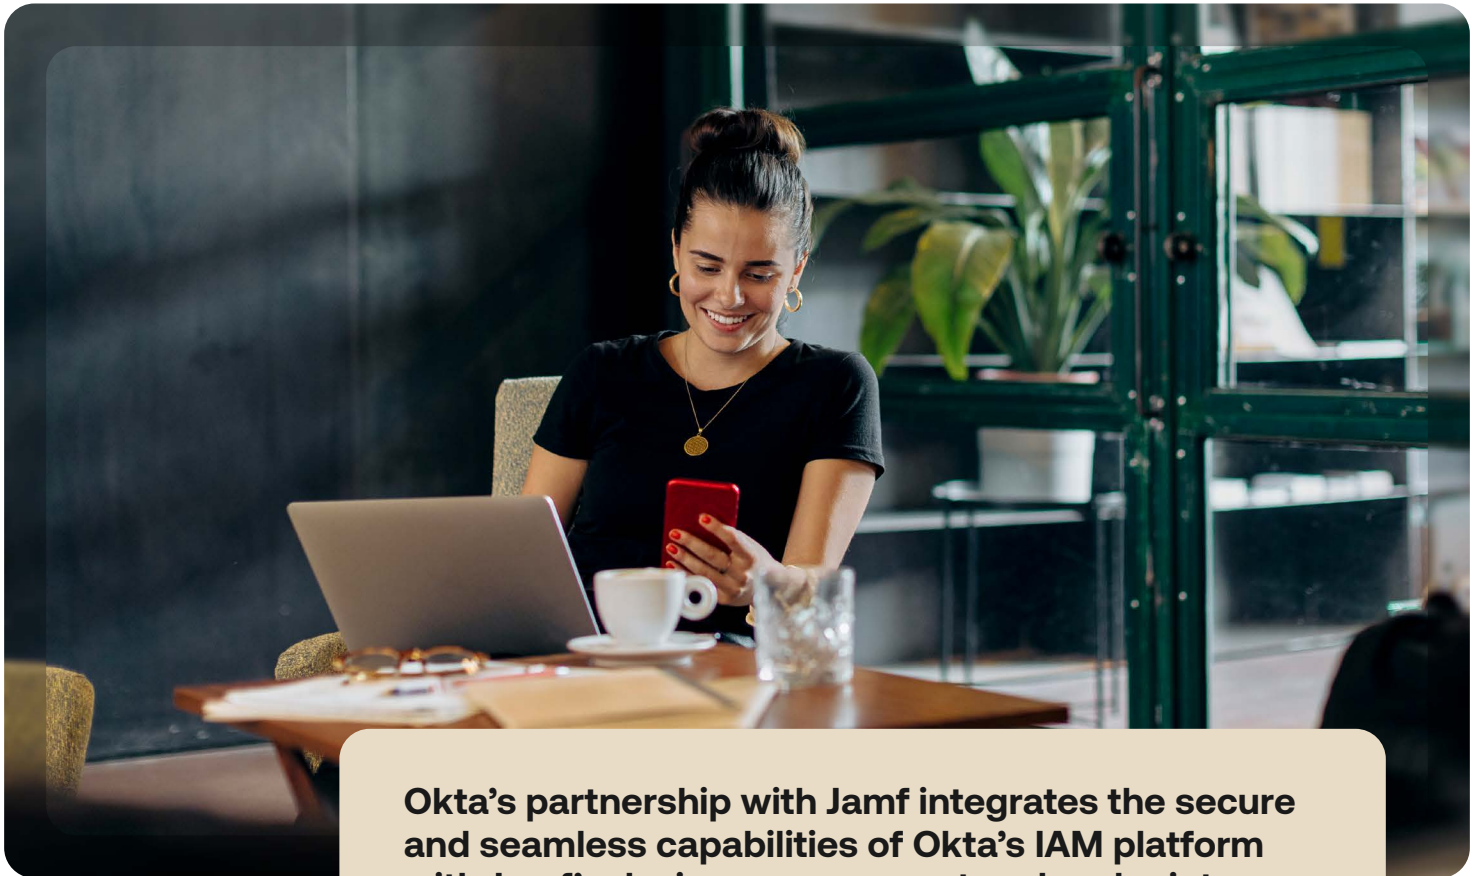 Okta’s partnership with Jamf integrates the secure
and seamless capabilities of Okta’s IAM platform